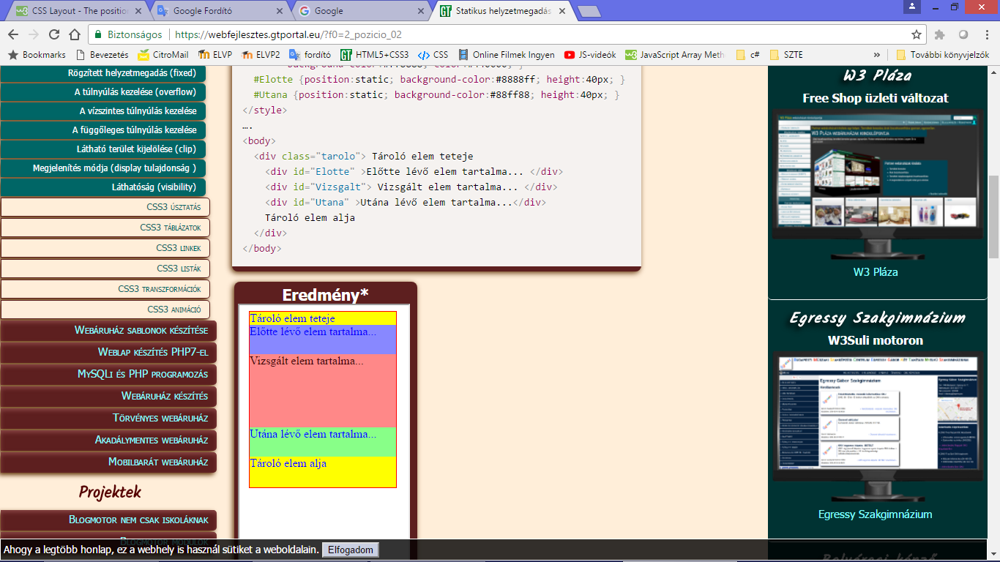 CSS Layout - The position
Google Fordító
Google
Statikus helyzetmegadás
Biztonságos
https://webfejlesztes.gtportal.eu/?f0=2_pozicio_02
Bookmarks
Bevezetés
CitroMail
ELVP
ELVP2
fordító
HTML5+CSS3
CSS
Online Filmek Ingyen
JS-videók
JavaScript Array Meth
c#
SZTE
»
További könyvjelzők
Rögzített helyzetmegadás (fixed)
A túlnyúlás kezelése (overflow)
A vízszintes túlnyúlás kezelése
A függőleges túlnyúlás kezelése
Látható terület kijelölése (clip)
Megjelenítés módja (display tulajdonság )
Láthatóság (visibility)
CSS3 úsztatás
CSS3 táblázatok
CSS3 linkek
CSS3 listák
CSS3 transzformációk
CSS3 animáció
Webáruház sablonok készítése
Weblap készítés PHP7-el
MySQLi és PHP programozás
Webáruház készítés
Törvényes webáruház
Akadálymentes webáruház
Mobilbarát webáruház
Projektek
Blogmotor nem csak iskoláknak
Blogmotor modulok
#Elotte {position:static; background-color:#8888ff; height:40px; }
#Utana {position:static; background-color:#88ff88; height:40px; }
</style>
….
<body>
<div class="tarolo"> Tároló elem teteje
<div id="Elotte" >Előtte lévő elem tartalma... </div>
<div id="Vizsgalt"> Vizsgált elem tartalma... </div>
<div id="Utana" >Utána lévő elem tartalma...</div>
Tároló elem alja
</div>
</body>
Eredmény*
Tároló elem teteje
Előtte lévő elem tartalma...
Vizsgált elem tartalma...
Utána lévő elem tartalma...
Tároló elem alja
W3 Pláza
Free Shop üzleti változat
W3 Pláza
Egressy Szakgimnázium
W3Suli motoron
Egressy Gábor Szakgimnázium
Egressy Szakgimnázium
Ahogy a legtöbb honlap, ez a webhely is használ sütiket a weboldalain.
Elfogadom